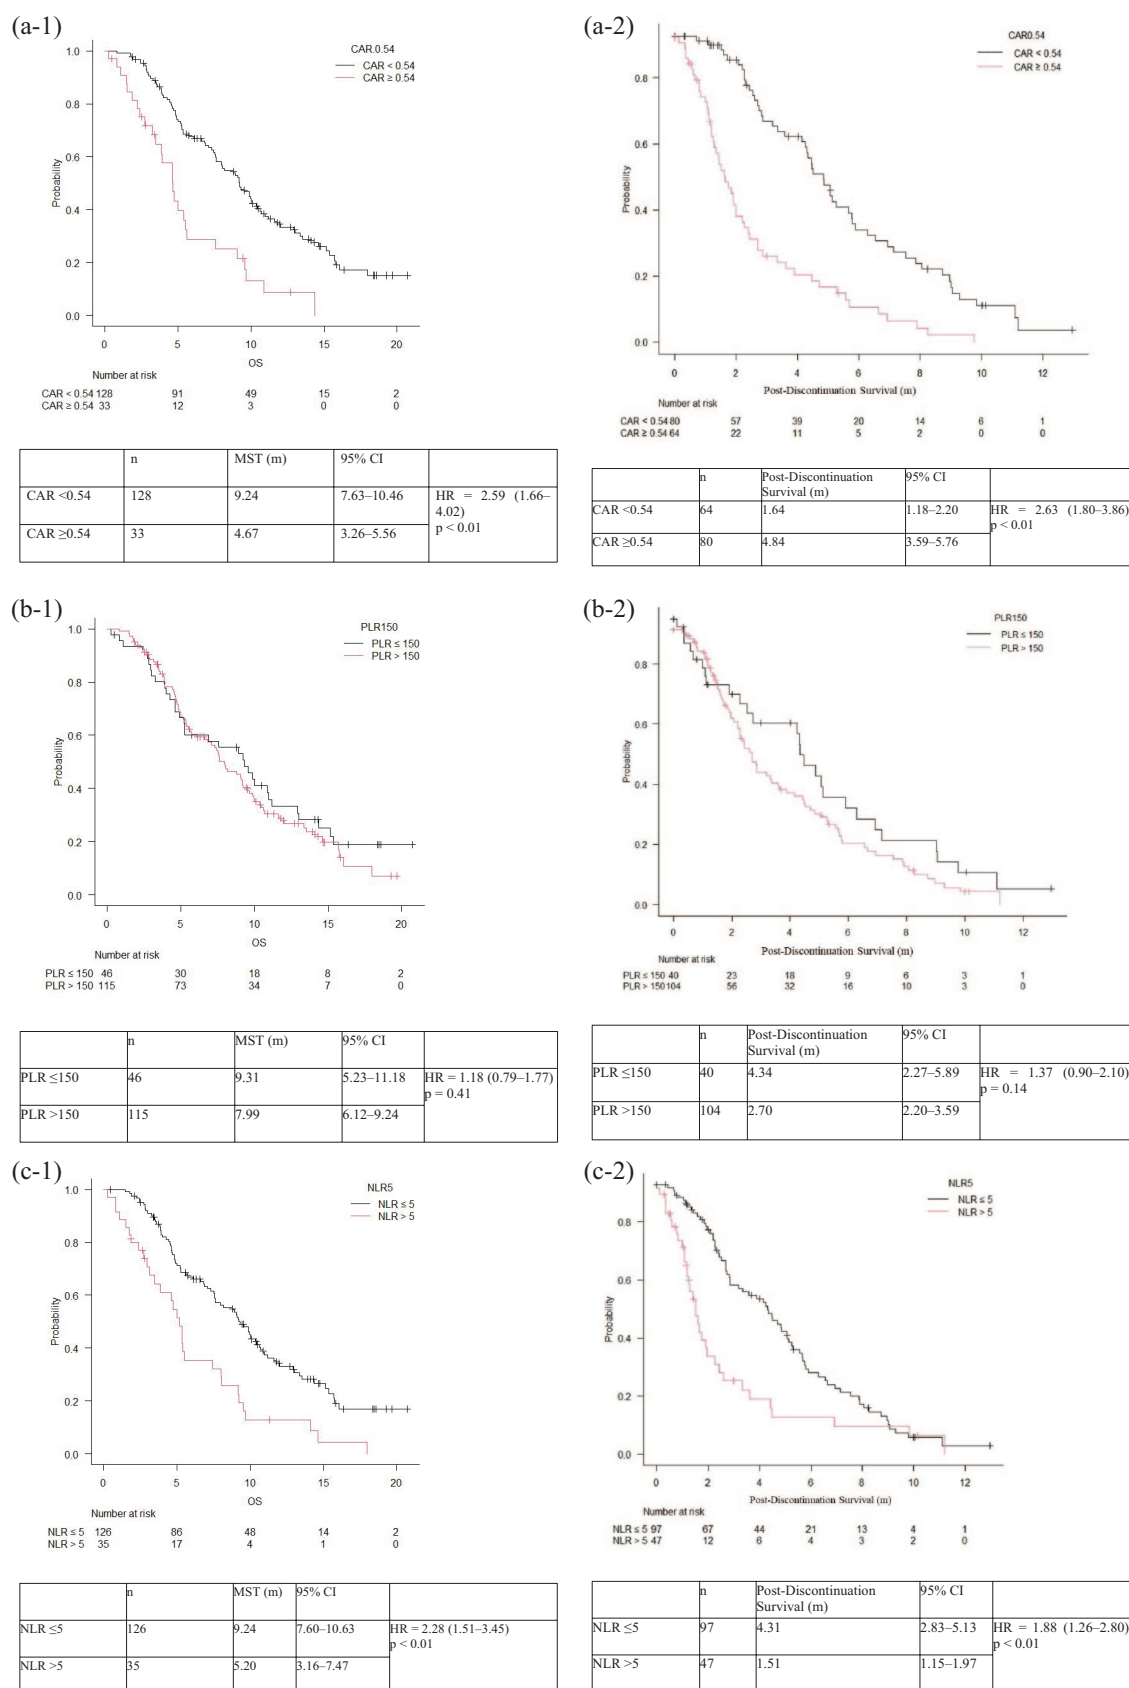 (a-1)
CAR.0.54
CAR < 0.54
CAR ≥ 0.54
1.0
0.8
0.6
0.4
0.2
0.0
Probability
0 5 10 15 20
OS
Number at risk
CAR < 0.54 128 91 49 15 2
CAR ≥ 0.54 33 12 3 0 0
n MST (m) 95% CI
CAR <0.54 128 9.24 7.63–10.46 HR = 2.59 (1.66–
4.02)
p < 0.01
CAR ≥0.54 33 4.67 3.26–5.56
(a-2)
CAR0.54
CAR < 0.54
CAR ≥ 0.54
0.8
0.6
0.4
0.2
0.0
Probability
0 2 4 6 8 10 12
Post-Discontinuation Survival (m)
Number at risk
CAR < 0.54 80 57 39 20 14 6 1
CAR ≥ 0.54 64 22 11 5 2 0 0
n Post-Discontinuation
Survival (m) 95% CI
CAR <0.54 64 1.64 1.18–2.20 HR = 2.63 (1.80–3.86)
p < 0.01
CAR ≥0.54 80 4.84 3.59–5.76
(b-1)
PLR150
PLR ≤ 150
PLR > 150
1.0
0.8
0.6
0.4
0.2
0.0
Probability
0 5 10 15 20
OS
Number at risk
PLR ≤ 150 46 30 18 8 2
PLR > 150 115 73 34 7 0
n MST (m) 95% CI
PLR ≤150 46 9.31 5.23–11.18 HR = 1.18 (0.79–1.77)
p = 0.41
PLR >150 115 7.99 6.12–9.24
(b-2)
PLR150
PLR ≤ 150
PLR > 150
0.8
0.6
0.4
0.2
0.0
Probability
0 2 4 6 8 10 12
Post-Discontinuation Survival (m)
Number at risk
PLR ≤ 150 40 23 18 9 6 3 1
PLR > 150 104 56 32 16 10 3 0
n Post-Discontinuation
Survival (m) 95% CI
PLR ≤150 40 4.34 2.27–5.89 HR = 1.37 (0.90–2.10)
p = 0.14
PLR >150 104 2.70 2.20–3.59
(c-1)
NLR5
NLR ≤ 5
NLR > 5
1.0
0.8
0.6
0.4
0.2
0.0
Probability
0 5 10 15 20
OS
Number at risk
NLR ≤ 5 126 86 48 14 2
NLR > 5 35 17 4 1 0
n MST (m) 95% CI
NLR ≤5 126 9.24 7.60–10.63 HR = 2.28 (1.51–3.45)
p < 0.01
NLR >5 35 5.20 3.16–7.47
(c-2)
NLR5
NLR ≤ 5
NLR > 5
0.8
0.6
0.4
0.2
0.0
Probability
0 2 4 6 8 10 12
Post-Discontinuation Survival (m)
Number at risk
NLR ≤ 5 97 67 44 21 13 4 1
NLR > 5 47 12 6 4 3 2 0
n Post-Discontinuation
Survival (m) 95% CI
NLR ≤5 97 4.31 2.83–5.13 HR = 1.88 (1.26–2.80)
p < 0.01
NLR >5 47 1.51 1.15–1.97